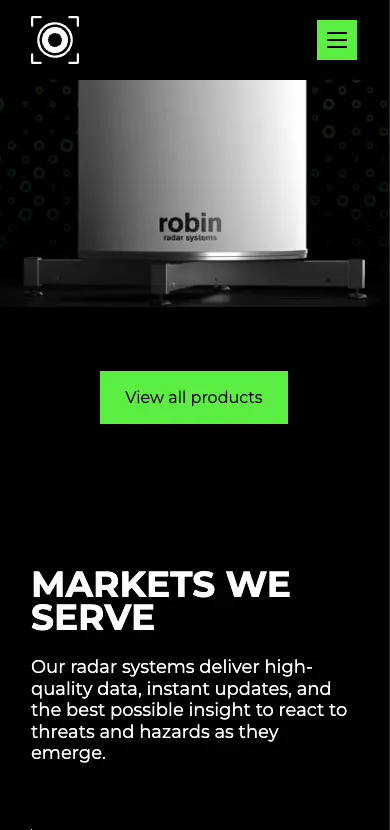 robin
radar systems
View all products
MARKETS WE
SERVE
Our radar systems deliver high-
quality data, instant updates, and
the best possible insight to react to
threats and hazards as they
emerge.